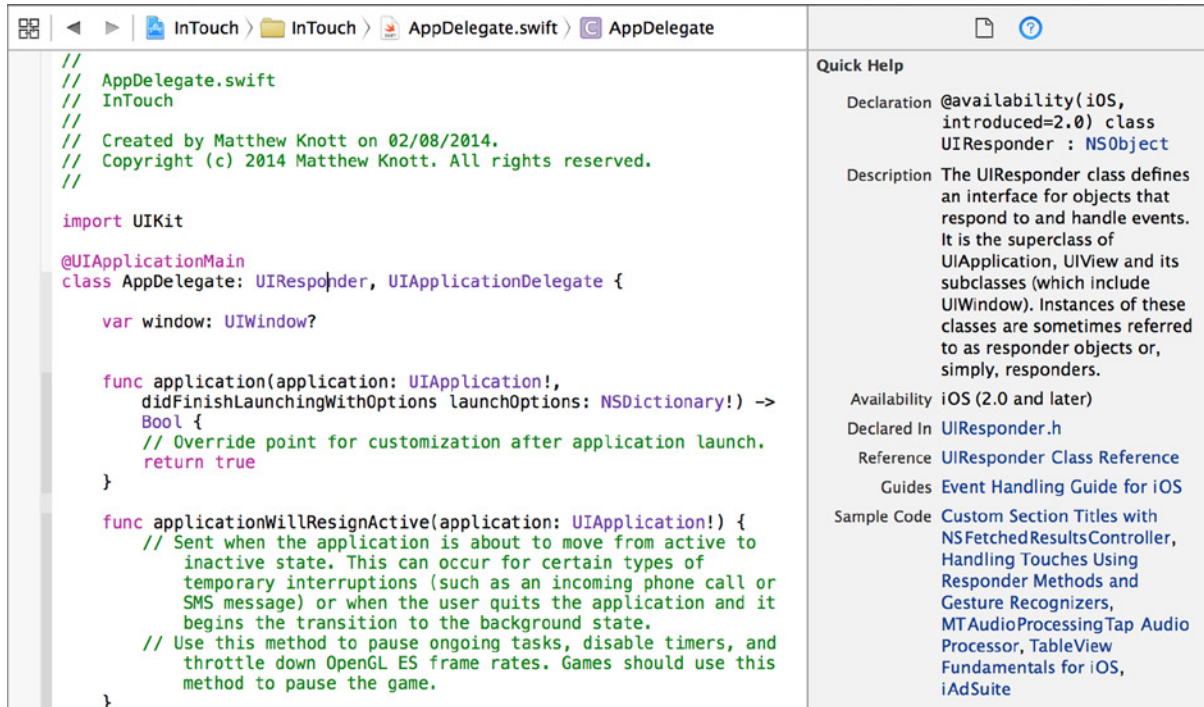 InTouch InTouch AppDelegate.swift C AppDelegate
//
// AppDelegate.swift
// InTouch
//
// Created by Matthew Knott on 02/08/2014.
// Copyright (c) 2014 Matthew Knott. All rights reserved.
//
import UIKit
@UIApplicationMain
class AppDelegate: UIResponder, UIApplicationDelegate {
var window: UIWindow?
func application(application: UIApplication!,
didFinishLaunchingWithOptions launchOptions: NSDictionary!) ->
Bool {
// Override point for customization after application launch.
return true
}
func applicationWillResignActive(application: UIApplication!) {
// Sent when the application is about to move from active to
inactive state. This can occur for certain types of
temporary interruptions (such as an incoming phone call or
SMS message) or when the user quits the application and it
begins the transition to the background state.
// Use this method to pause ongoing tasks, disable timers, and
throttle down OpenGL ES frame rates. Games should use this
method to pause the game.
}
?
Quick Help
Declaration @availability(iOS,
introduced=2.0) class
UIResponder : NSObject
Description The UIResponder class defines
an interface for objects that
respond to and handle events.
It is the superclass of
UIApplication, UIView and its
subclasses (which include
UIWindow). Instances of these
classes are sometimes referred
to as responder objects or,
simply, responders.
Availability iOS (2.0 and later)
Declared In UIResponder.h
Reference UIResponder Class Reference
Guides Event Handling Guide for iOS
Sample Code Custom Section Titles with
NSFetchedResultsController,
Handling Touches Using
Responder Methods and
Gesture Recognizers,
MTAudioProcessingTap Audio
Processor, TableView
Fundamentals for iOS,
iAdSuite